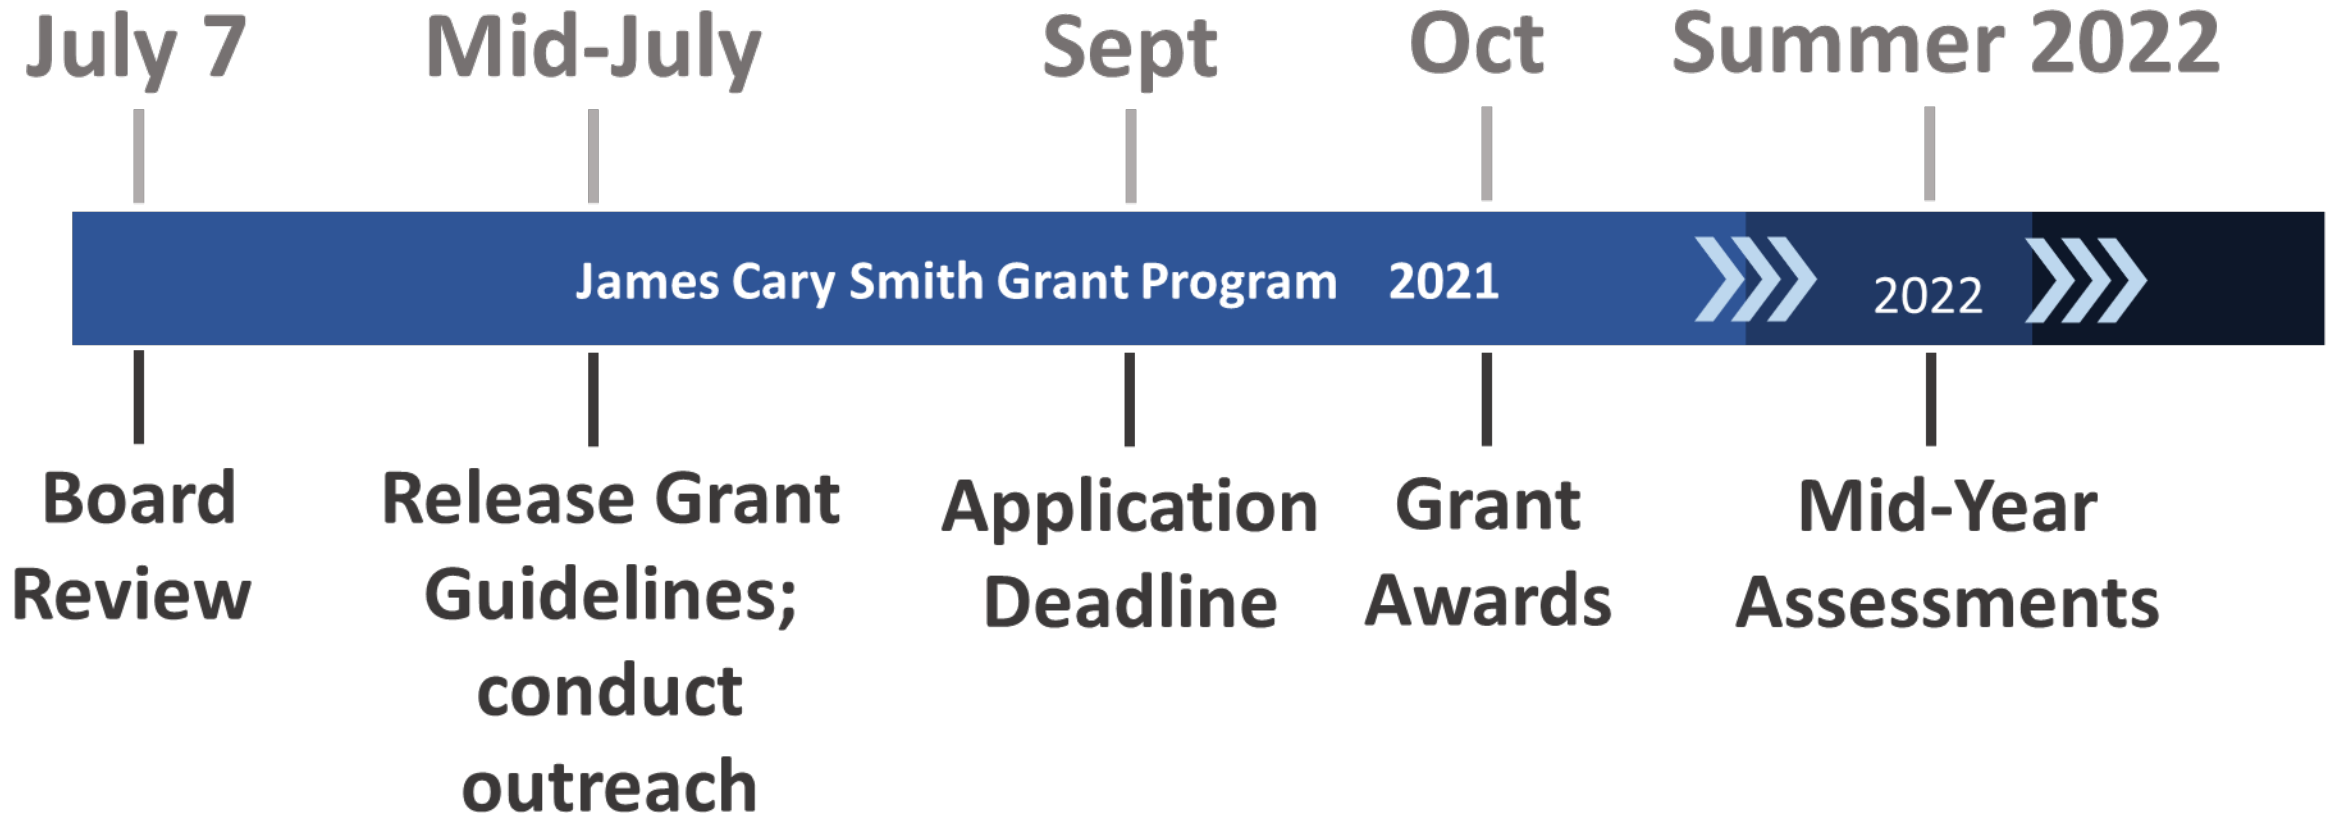 July 7 Mid-July Sept Oct Summer 2022
James Cary Smith Grant Program 2021 2022
Board
Review
Release Grant
Guidelines;
conduct
outreach
Application
Deadline
Grant
Awards
Mid-Year
Assessments